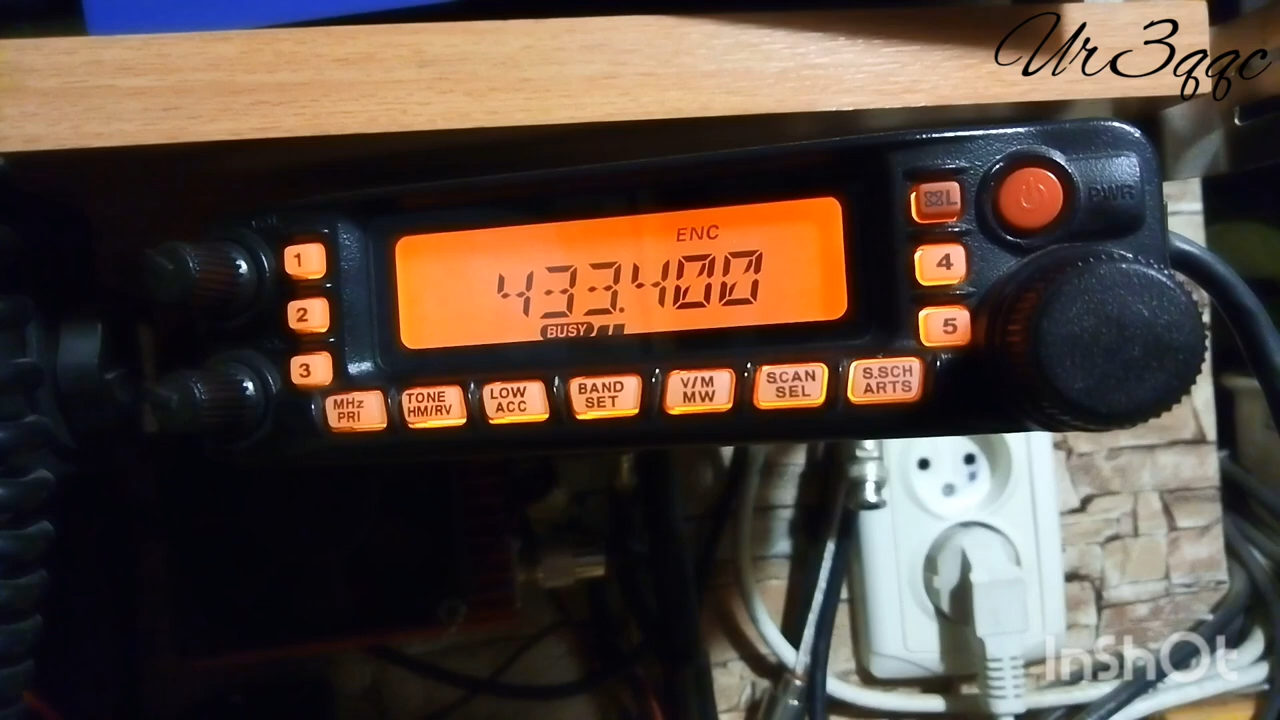 Ur3qqc
ENC
433.400
BUSY
1
2
3
L
PWR
4
5
MHz
PRI
TONE
HM/RV
LOW
ACC
BAND
SET
V/M
MW
SCAN
SEL
S.SCH
ARTS
InShOt